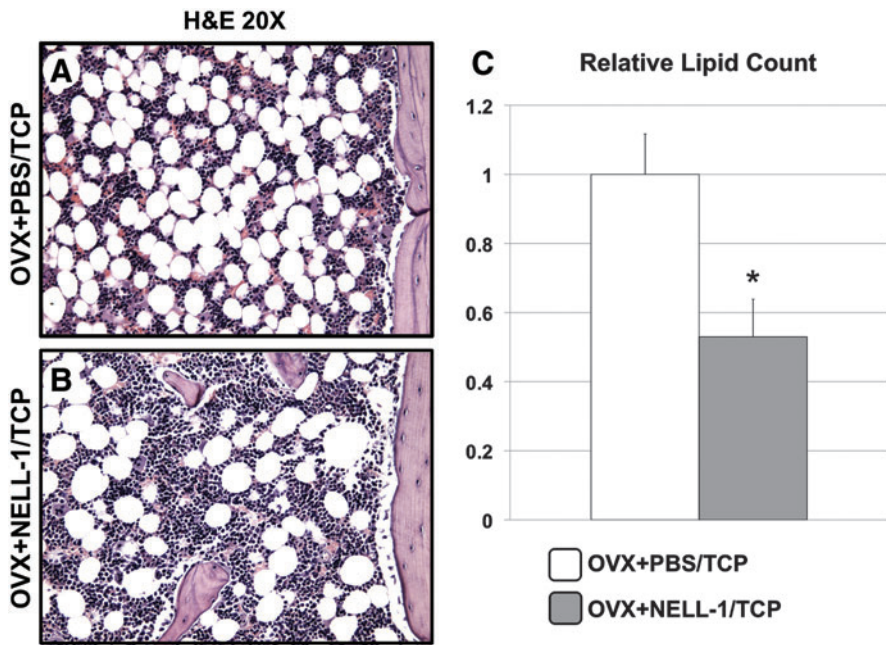 H&E 20X
A
OVX+PBS/TCP
B
OVX+NELL-1/TCP
C
Relative Lipid Count
1.2
1
0.8
0.6
0.4
0.2
0
*
OVX+PBS/TCP
OVX+NELL-1/TCP